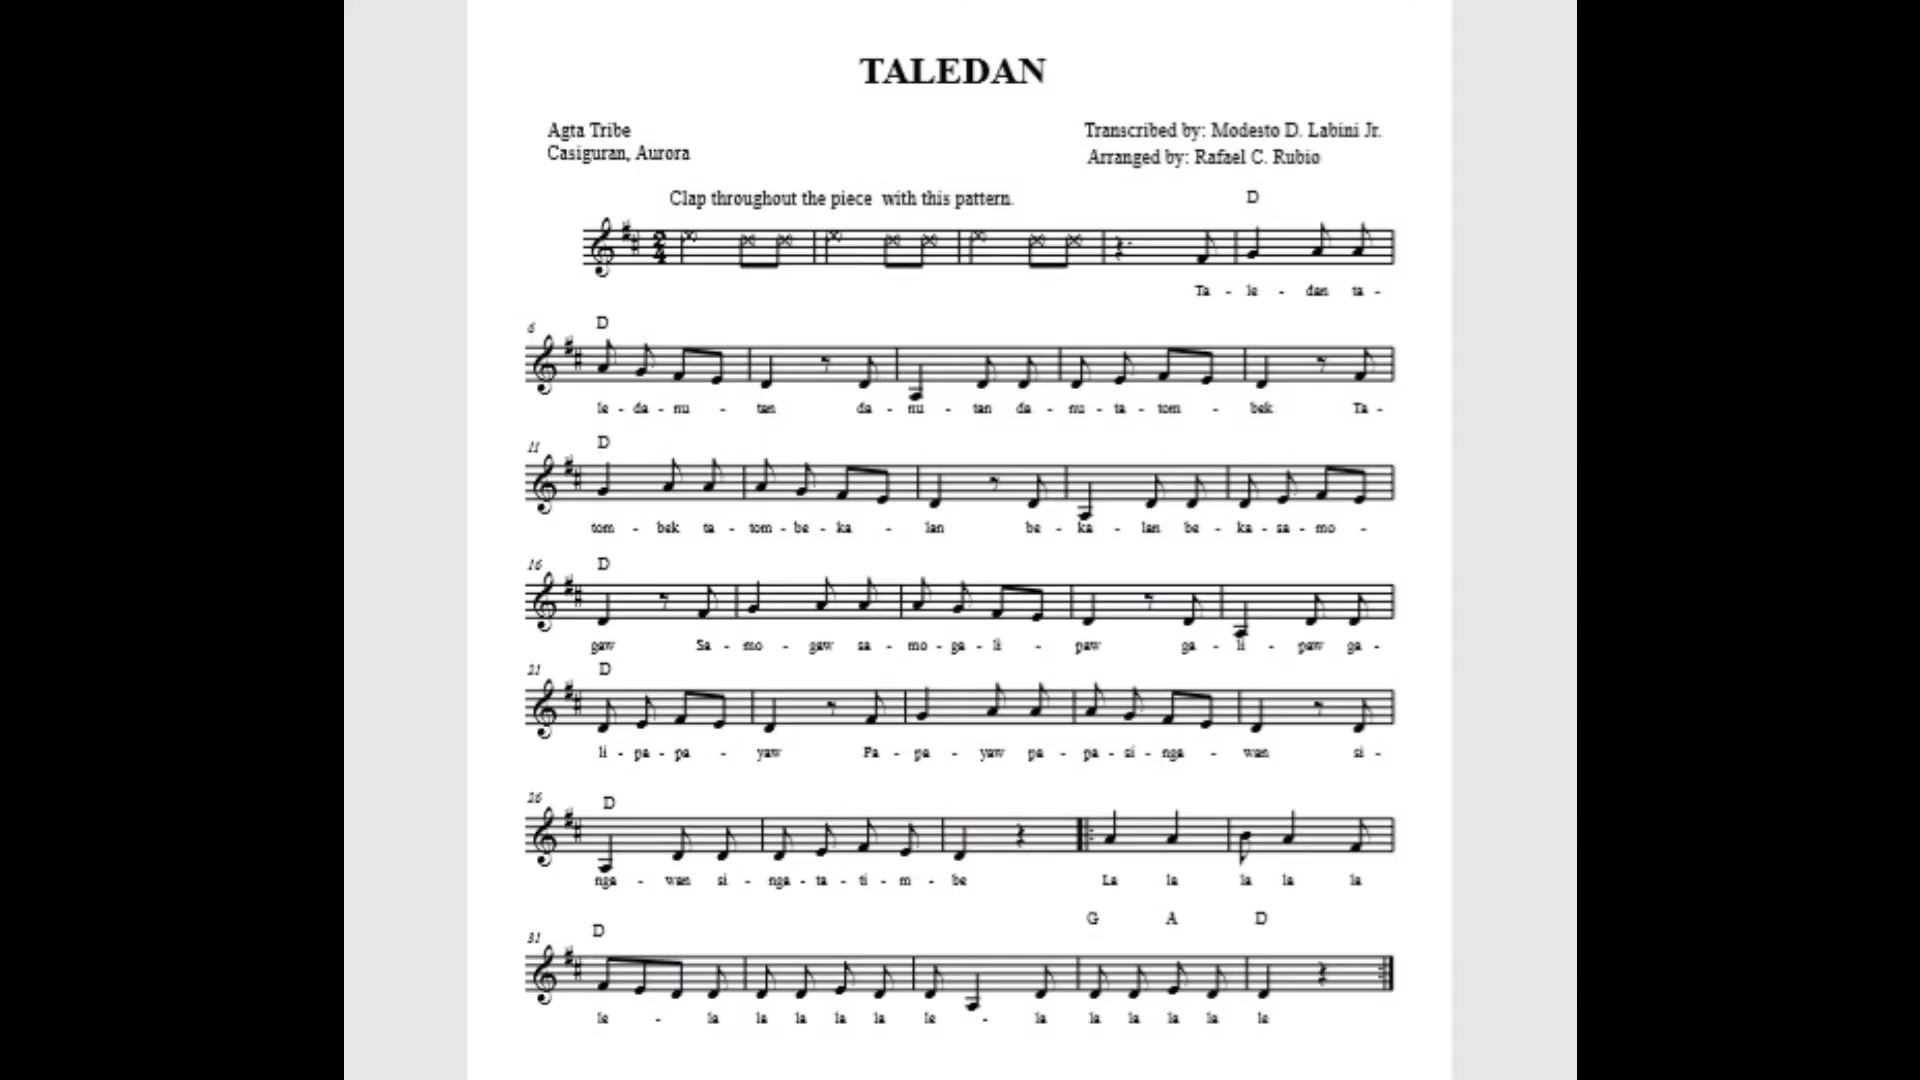 TALEDAN
Agta Tribe
Casiguran, Aurora
Transcribed by: Modesto D. Labini Jr.
Arranged by: Rafael C. Rubio
Clap throughout the piece with this pattern.
D
2
4
Ta - le - dan ta -
6
D
le - da - nu - tan da - nu - tan da - nu - ta - tom - bek Ta -
11
D
tom - bek ta - tom - be - ka - lan be - ka - lan be - ka - sa - mo -
16
D
gaw Sa - mo - gaw sa - mo - ga - li - paw ga - li - paw ga -
21
D
li - pa - pa - yaw Pa - pa - yaw pa - pa - si - nga - wan si -
26
D
nga - wan si - nga - ta - ti - m - be La la la la la
G A D
31
D
le - la la la la la le - la la la la la le